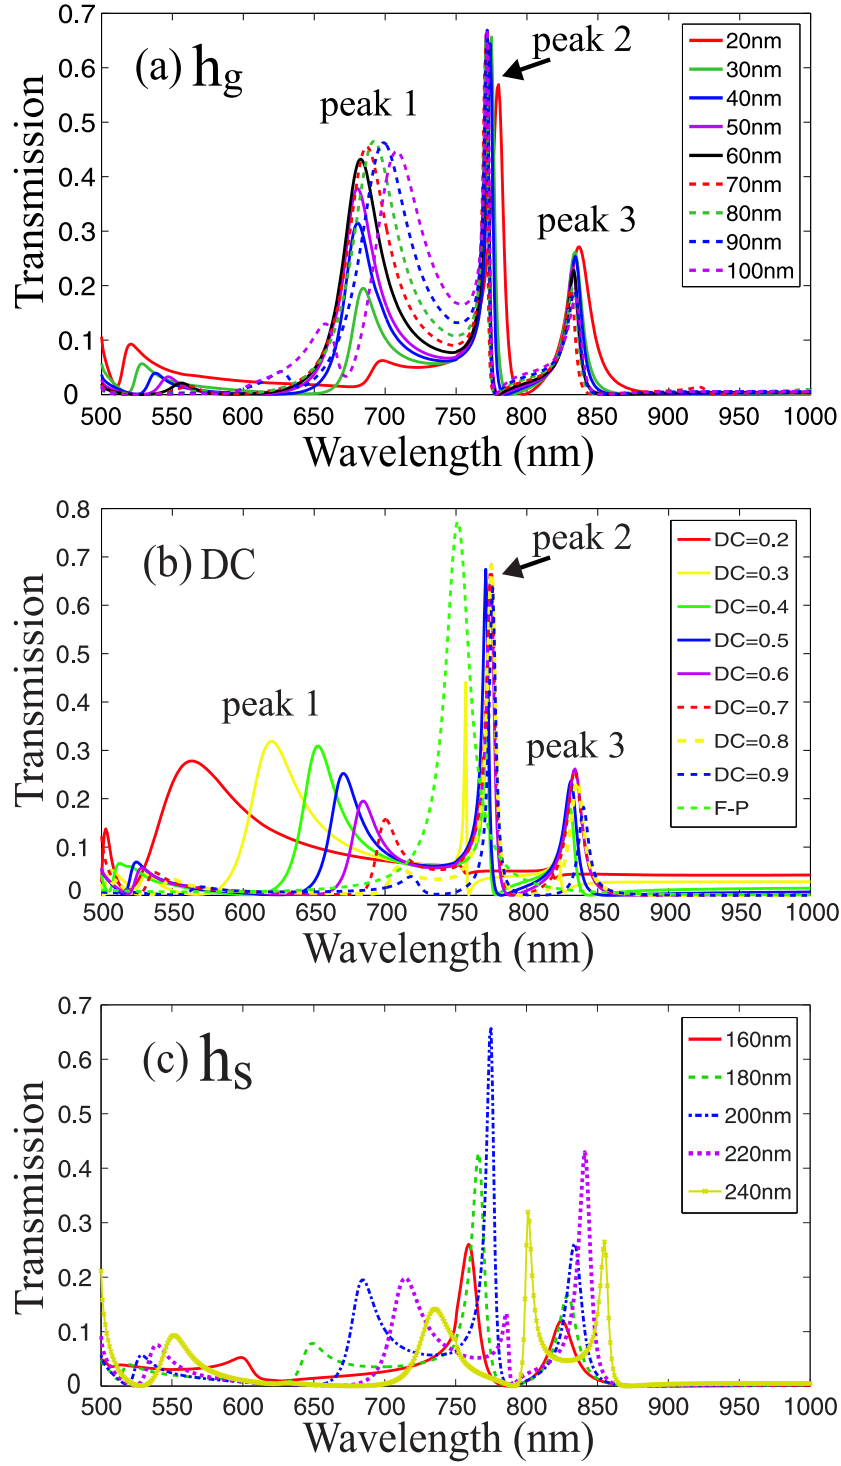 0.7
0.6
0.5
0.4
0.3
0.2
0.1
0
Transmission
(a) hg
peak 1
peak 2
peak 3
20nm
30nm
40nm
50nm
60nm
70nm
80nm
90nm
100nm
500 550 600 650 700 750 800 850 900 950 1000
Wavelength (nm)
0.8
0.7
0.6
0.5
0.4
0.3
0.2
0.1
0
Transmission
(b) DC
peak 1
peak 2
peak 3
DC=0.2
DC=0.3
DC=0.4
DC=0.5
DC=0.6
DC=0.7
DC=0.8
DC=0.9
F-P
500 550 600 650 700 760 800 850 900 950 1000
Wavelength (nm)
0.7
0.6
0.5
0.4
0.3
0.2
0.1
0
Transmission
(c) hs
160nm
180nm
200nm
220nm
240nm
500 550 600 650 700 750 800 850 900 950 1000
Wavelength (nm)